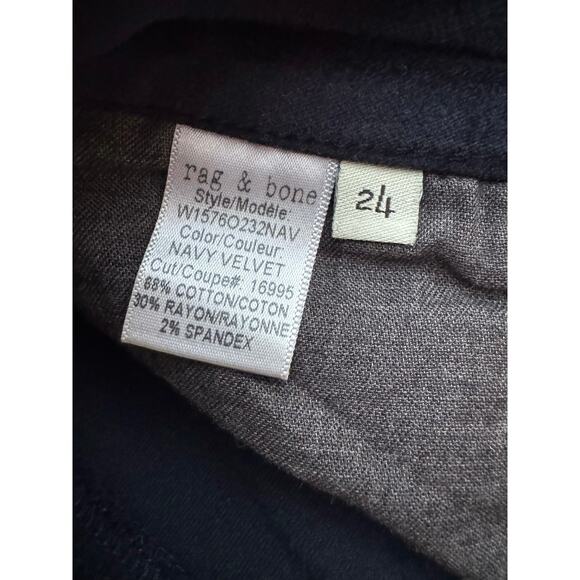 rag & bone
Style/Modèle:
W1576O232NAV
Color/Couleur:
NAVY VELVET
Cut/Coupe#: 16995
68% COTTON/COTON
30% RAYON/RAYONNE
2% SPANDEX
24